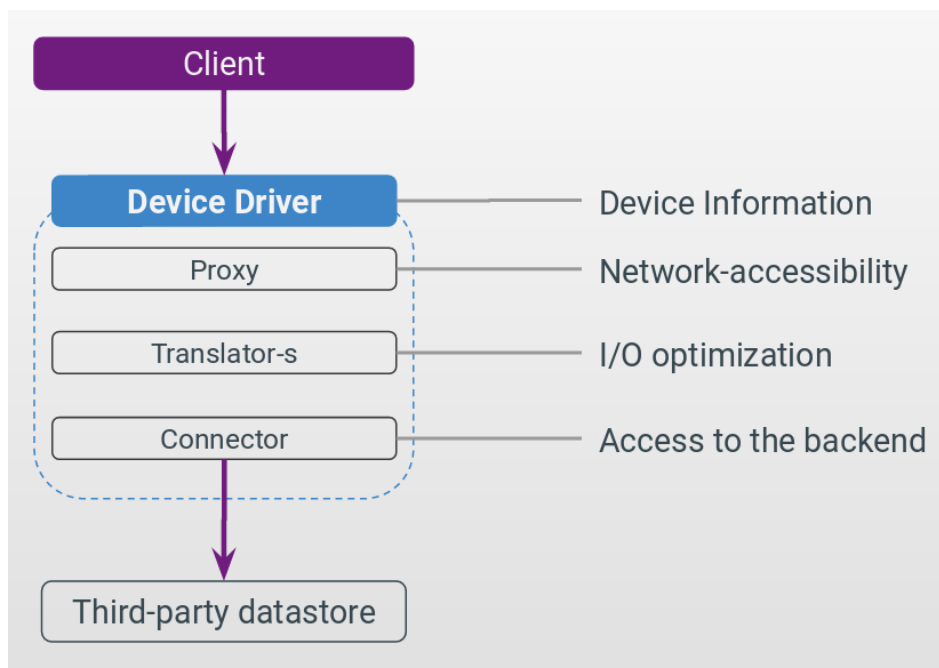 Client
Device Driver
Device Information
Proxy
Network-accessibility
Translator-s
I/O optimization
Connector
Access to the backend
Third-party datastore